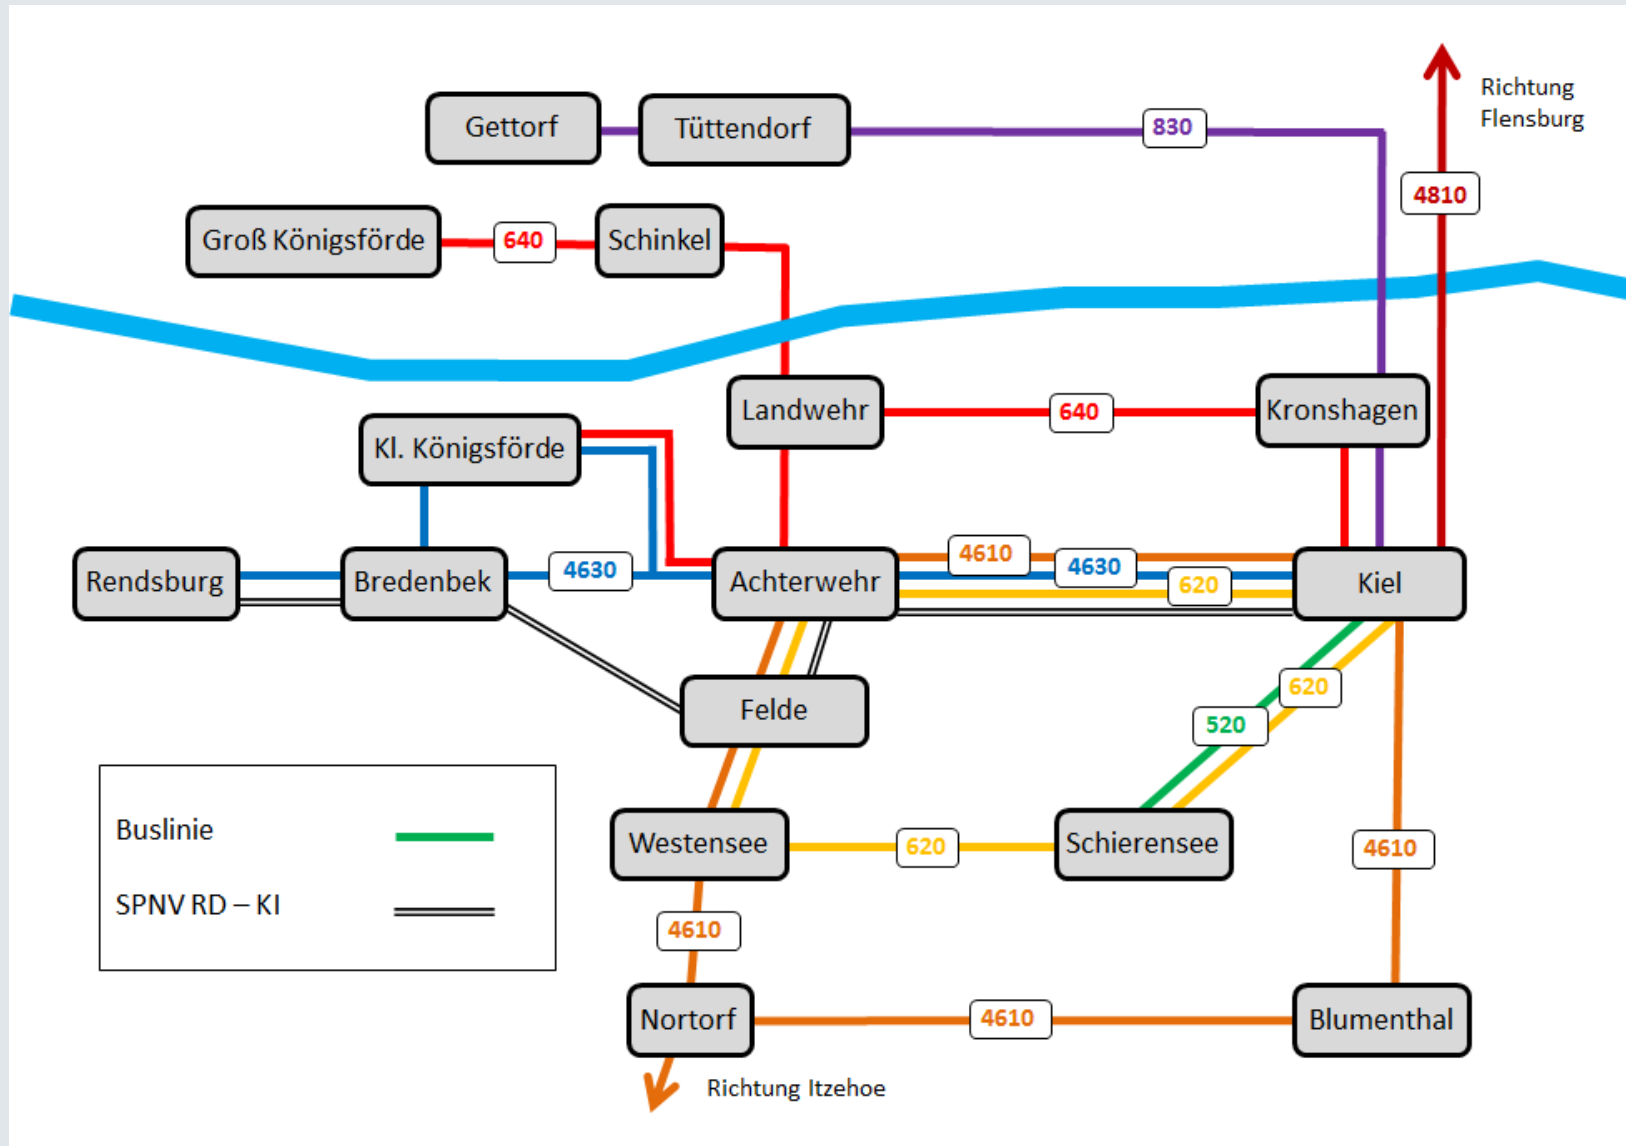 Richtung
Flensburg
Gettorf
Tüttendorf
830
4810
Groß Königsförde
640
Schinkel
Landwehr
640
Kronshagen
Kl. Königsförde
Rendsburg
Bredenbek
4630
Achterwehr
4610
4630
620
Kiel
Felde
620
520
Buslinie
SPNV RD – KI
Westensee
620
Schierensee
4610
4610
Nortorf
4610
Blumenthal
Richtung Itzehoe